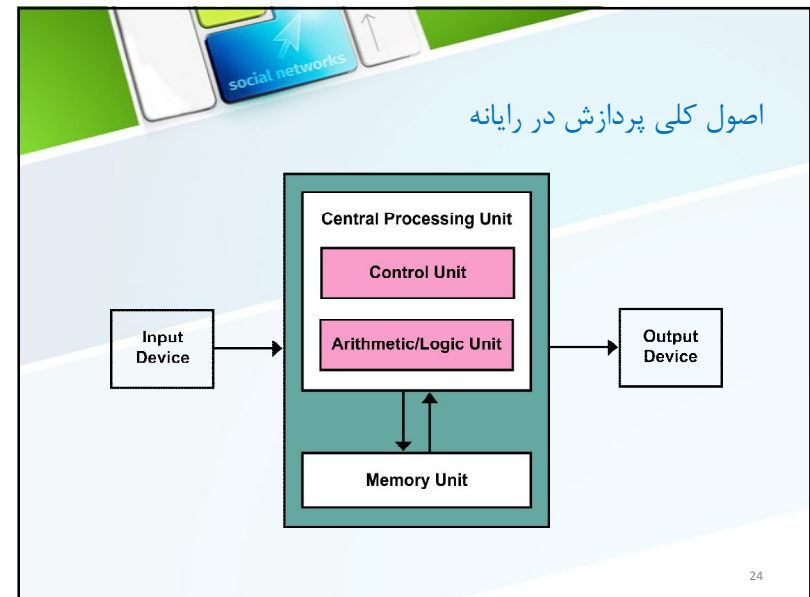 social networks
اصول کلی پردازش در رایانه
Central Processing Unit
Control Unit
Arithmetic/Logic Unit
Input
Device
Output
Device
Memory Unit
24